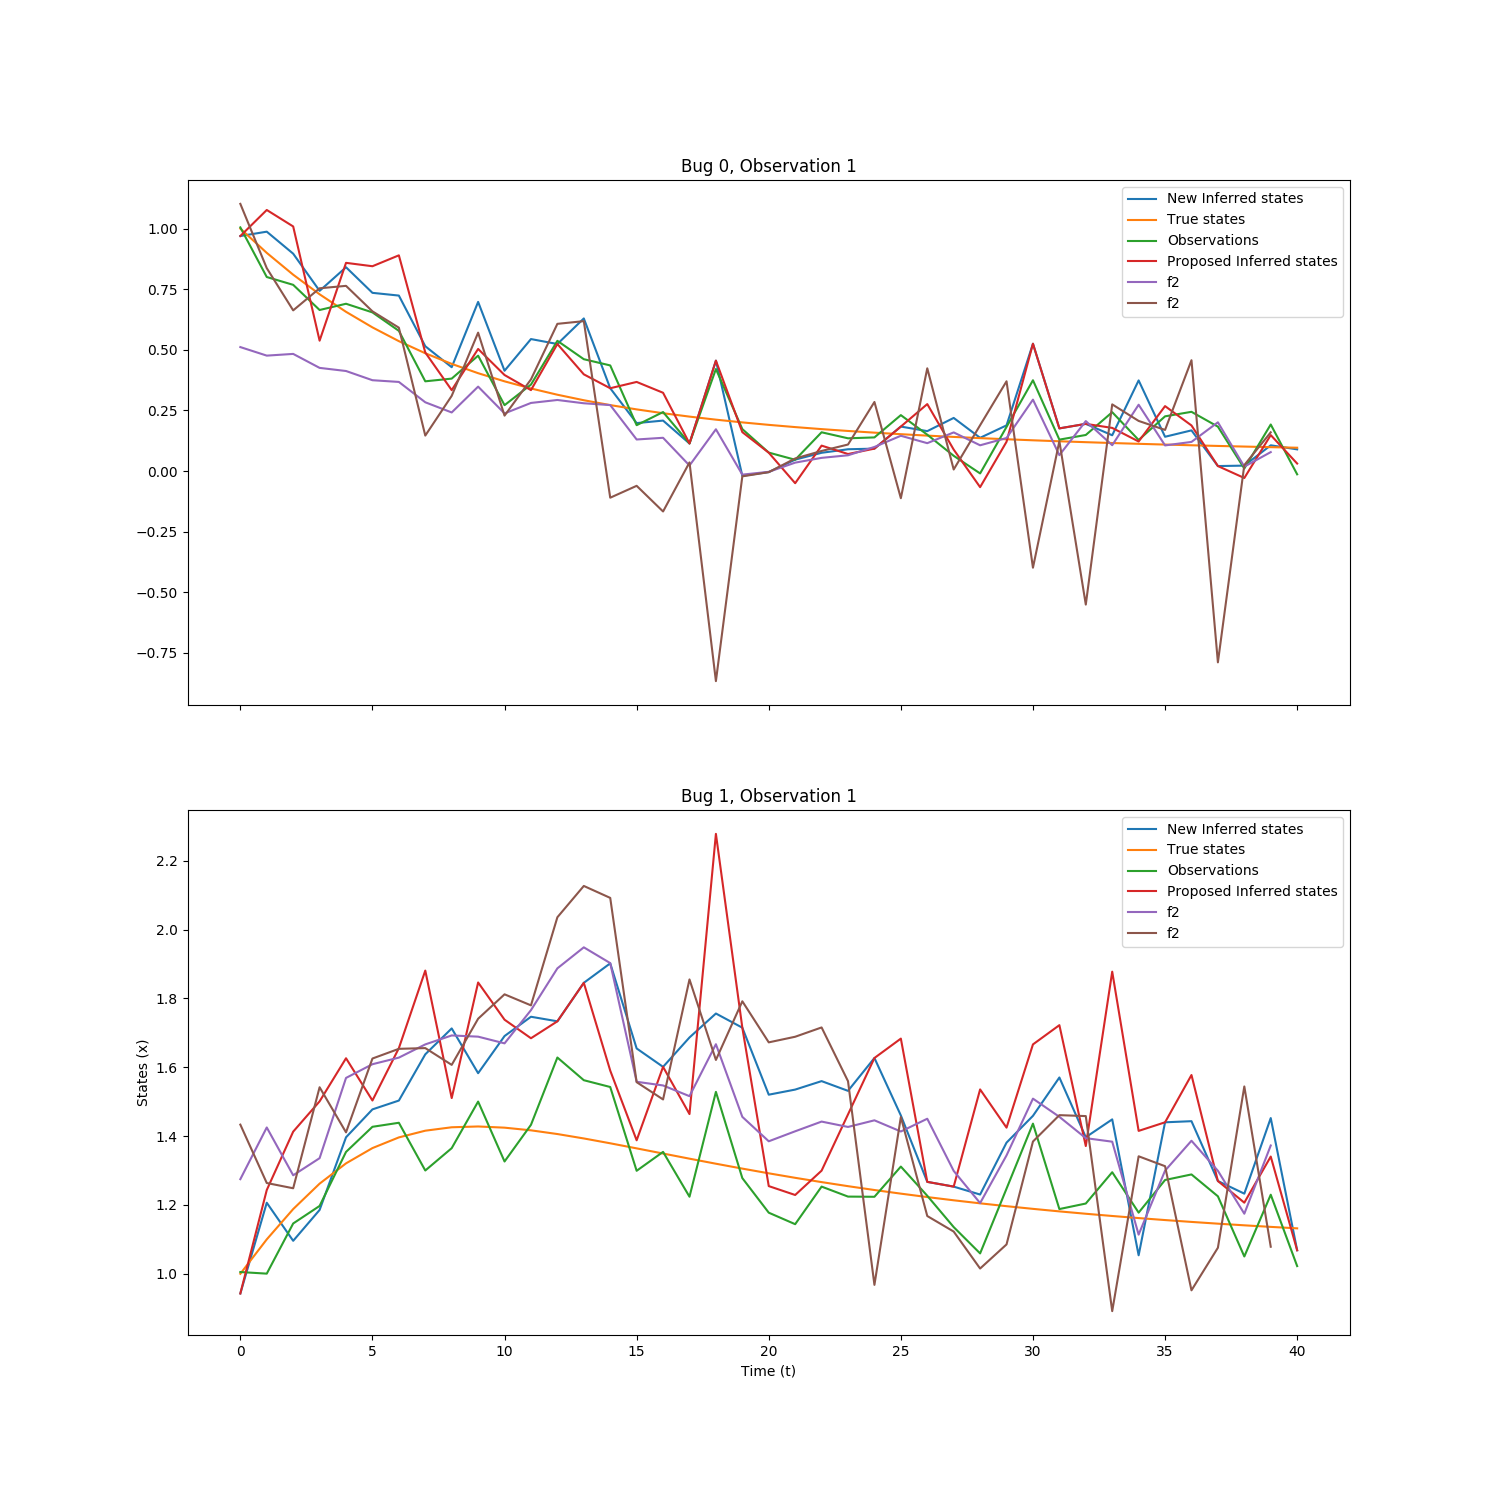 Bug 0, Observation 1
New Inferred states
True states
Observations
Proposed Inferred states
f2
f2
1.00
0.75
0.50
0.25
0.00
−0.25
−0.50
−0.75
Bug 1, Observation 1
New Inferred states
True states
Observations
Proposed Inferred states
f2
f2
2.2
2.0
1.8
1.6
1.4
1.2
1.0
States (x)
0 5 10 15 20 25 30 35 40
Time (t)